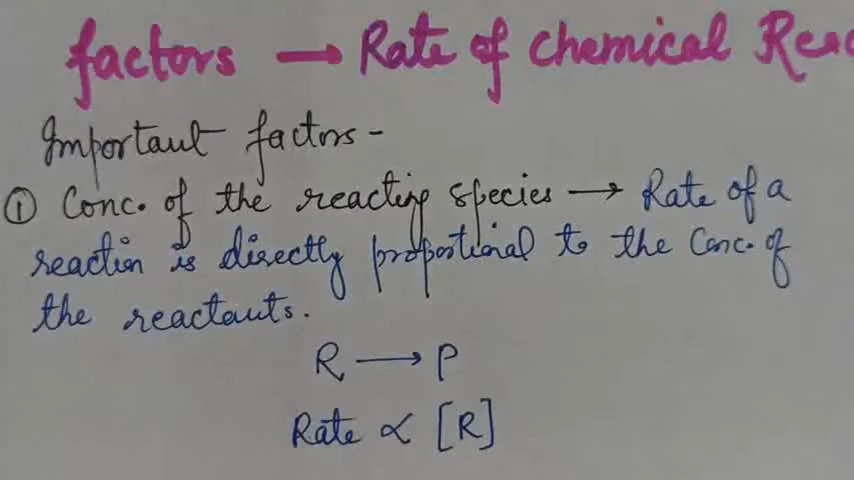 factors → Rate of Chemical Reac
Important factors -
① Conc. of the reacting species → Rate of a
reaction is directly proportional to the Conc. of
the reactants.
R → P
Rate ∝ [R]